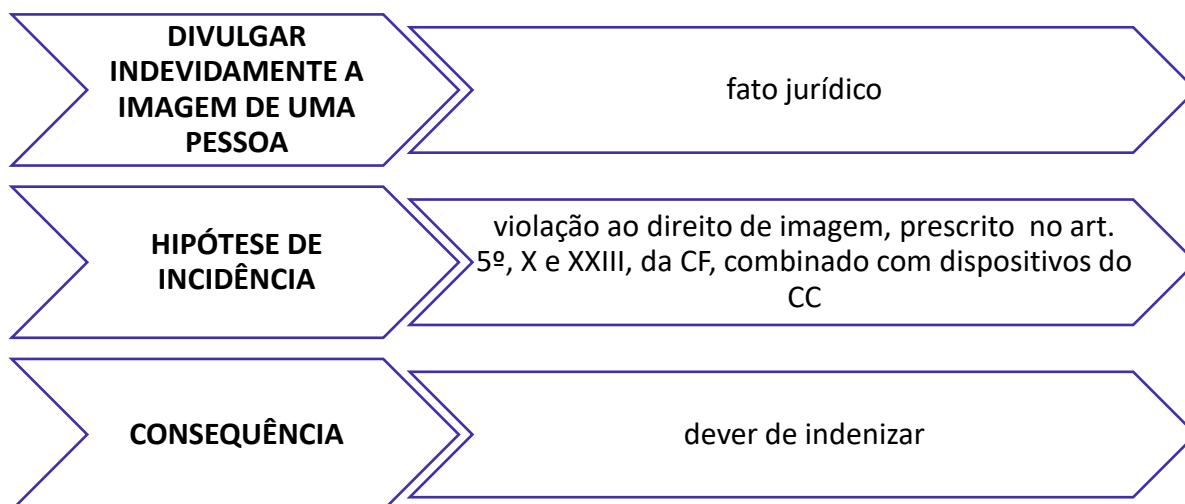 DIVULGAR
INDEVIDAMENTE A
IMAGEM DE UMA
PESSOA
fato jurídico
HIPÓTESE DE
INCIDÊNCIA
violação ao direito de imagem, prescrito no art.
5º, X e XXIII, da CF, combinado com dispositivos do
CC
CONSEQUÊNCIA
dever de indenizar